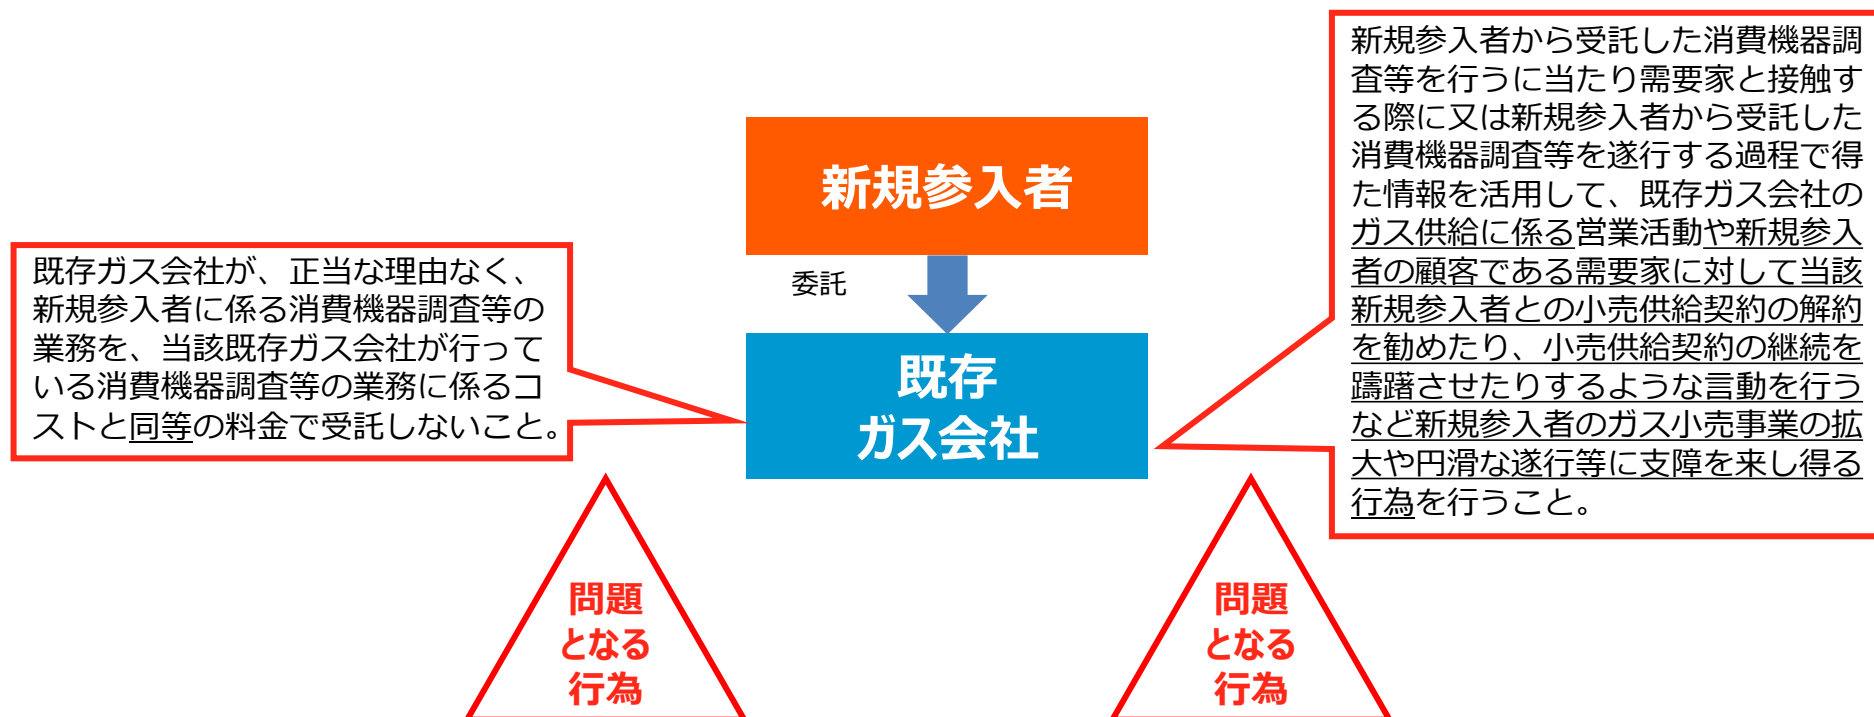 新規参入者
委託
既存
ガス会社
既存ガス会社が、正当な理由なく、
新規参入者に係る消費機器調査等の
業務を、当該既存ガス会社が行って
いる消費機器調査等の業務に係るコ
ストと同等の料金で受託しないこと。
新規参入者から受託した消費機器調
査等を行うに当たり需要家と接触す
る際に又は新規参入者から受託した
消費機器調査等を遂行する過程で得
た情報を活用して、既存ガス会社の
ガス供給に係る営業活動や新規参入
者の顧客である需要家に対して当該
新規参入者との小売供給契約の解約
を勧めたり、小売供給契約の継続を
躊躇させたりするような言動を行う
など新規参入者のガス小売事業の拡
大や円滑な遂行等に支障を来し得る
行為を行うこと。
問題
となる
行為
問題
となる
行為